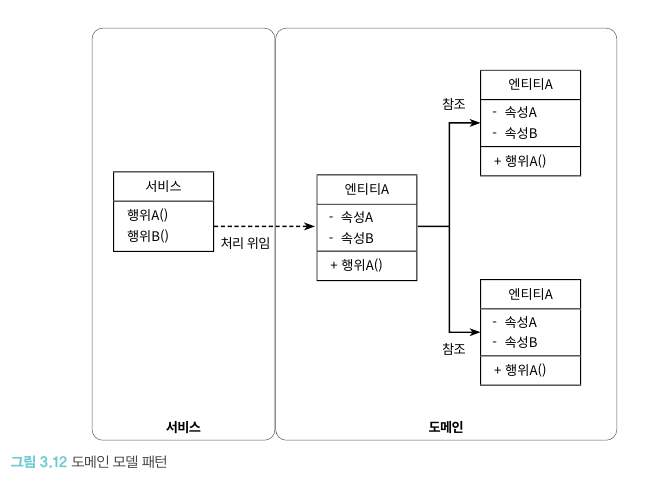 엔티티A
- 속성A
- 속성B
+ 행위A()
참조
서비스
행위A()
행위B()
처리 위임
엔티티A
- 속성A
- 속성B
+ 행위A()
엔티티A
- 속성A
- 속성B
+ 행위A()
참조
서비스
도메인
그림 3.12 도메인 모델 패턴